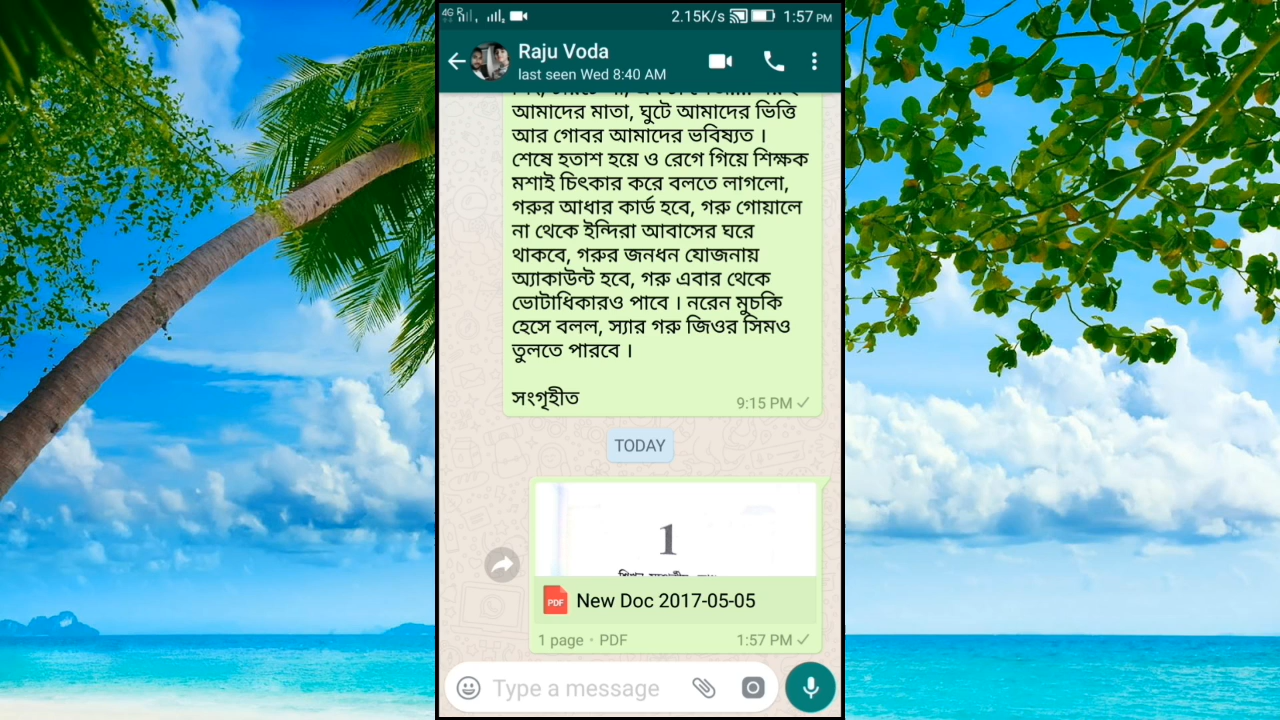 4G R 2.15K/s 1:57 PM
Raju Voda
last seen Wed 8:40 AM
আমাদের মাতা, ঘুটে আমাদের ভিত্তি
আর গোবর আমাদের ভবিষ্যত ।
শেষে হতাশ হয়ে ও রেগে গিয়ে শিক্ষক
মশাই চিৎকার করে বলতে লাগলো,
গরুর আধার কার্ড হবে, গরু গোয়ালে
না থেকে ইন্দিরা আবাসের ঘরে
থাকবে, গরুর জনধন যোজনায়
অ্যাকাউন্ট হবে, গরু এবার থেকে
ভোটাধিকারও পাবে । নরেন মুচকি
হেসে বলল, স্যার গরু জিওর সিমও
তুলতে পারবে ।
সংগৃহীত
9:15 PM
TODAY
1
PDF New Doc 2017-05-05
1 page • PDF 1:57 PM
Type a message